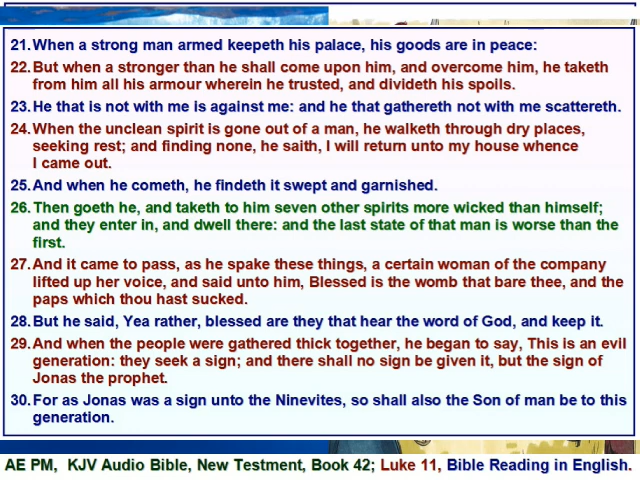 21. When a strong man armed keepeth his palace, his goods are in peace:
22. But when a stronger than he shall come upon him, and overcome him, he taketh
from him all his armour wherein he trusted, and divideth his spoils.
23. He that is not with me is against me: and he that gathereth not with me scattereth.
24. When the unclean spirit is gone out of a man, he walketh through dry places,
seeking rest; and finding none, he saith, I will return unto my house whence
I came out.
25. And when he cometh, he findeth it swept and garnished.
26. Then goeth he, and taketh to him seven other spirits more wicked than himself;
and they enter in, and dwell there: and the last state of that man is worse than the
first.
27. And it came to pass, as he spake these things, a certain woman of the company
lifted up her voice, and said unto him, Blessed is the womb that bare thee, and the
paps which thou hast sucked.
28. But he said, Yea rather, blessed are they that hear the word of God, and keep it.
29. And when the people were gathered thick together, he began to say, This is an evil
generation: they seek a sign; and there shall no sign be given it, but the sign of
Jonas the prophet.
30. For as Jonas was a sign unto the Ninevites, so shall also the Son of man be to this
generation.
AE PM, KJV Audio Bible, New Testment, Book 42; Luke 11, Bible Reading in English.